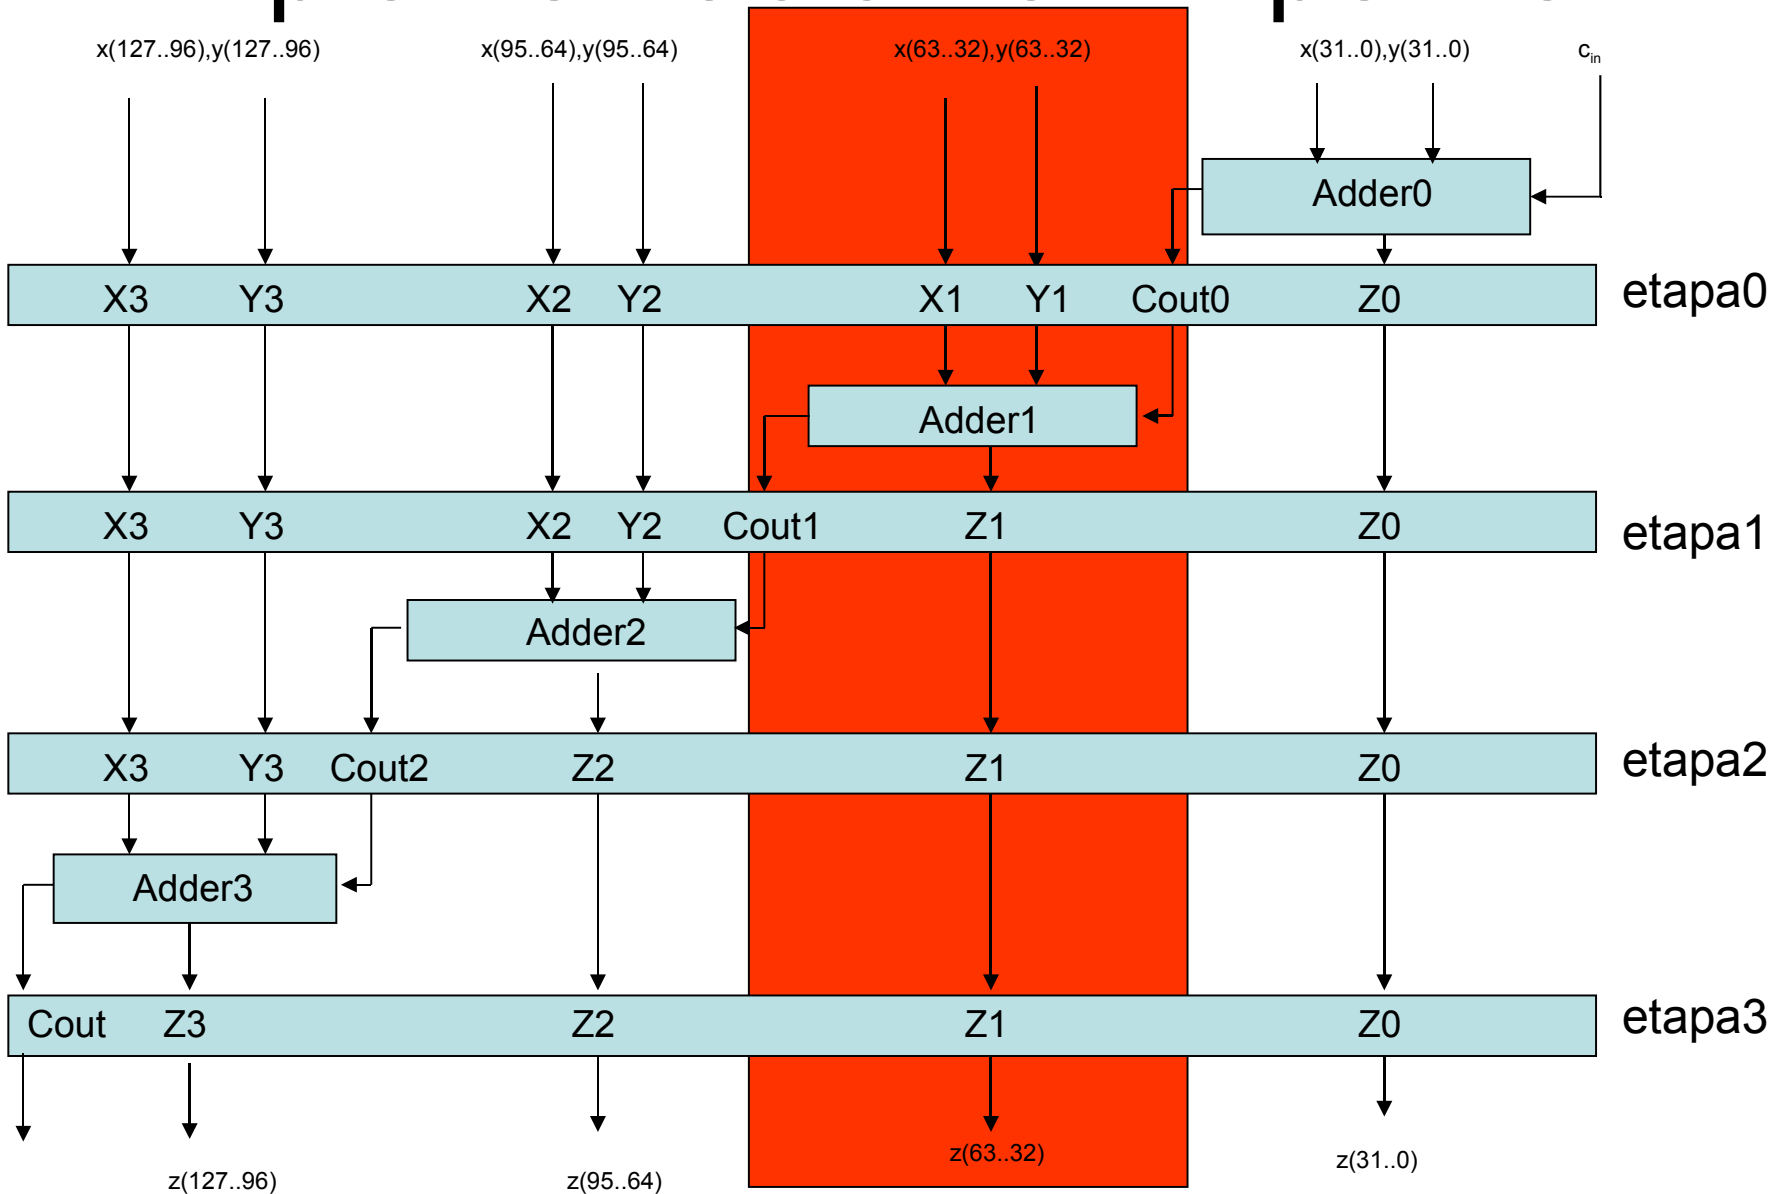 x(127..96),y(127..96) x(95..64),y(95..64) x(63..32),y(63..32) x(31..0),y(31..0) cin
Adder0
X3 Y3 X2 Y2 X1 Y1 Cout0 Z0 etapa0
Adder1
X3 Y3 X2 Y2 Cout1 Z1 Z0 etapa1
Adder2
X3 Y3 Cout2 Z2 Z1 Z0 etapa2
Adder3
Cout Z3 Z2 Z1 Z0 etapa3
z(127..96) z(95..64) z(63..32) z(31..0)